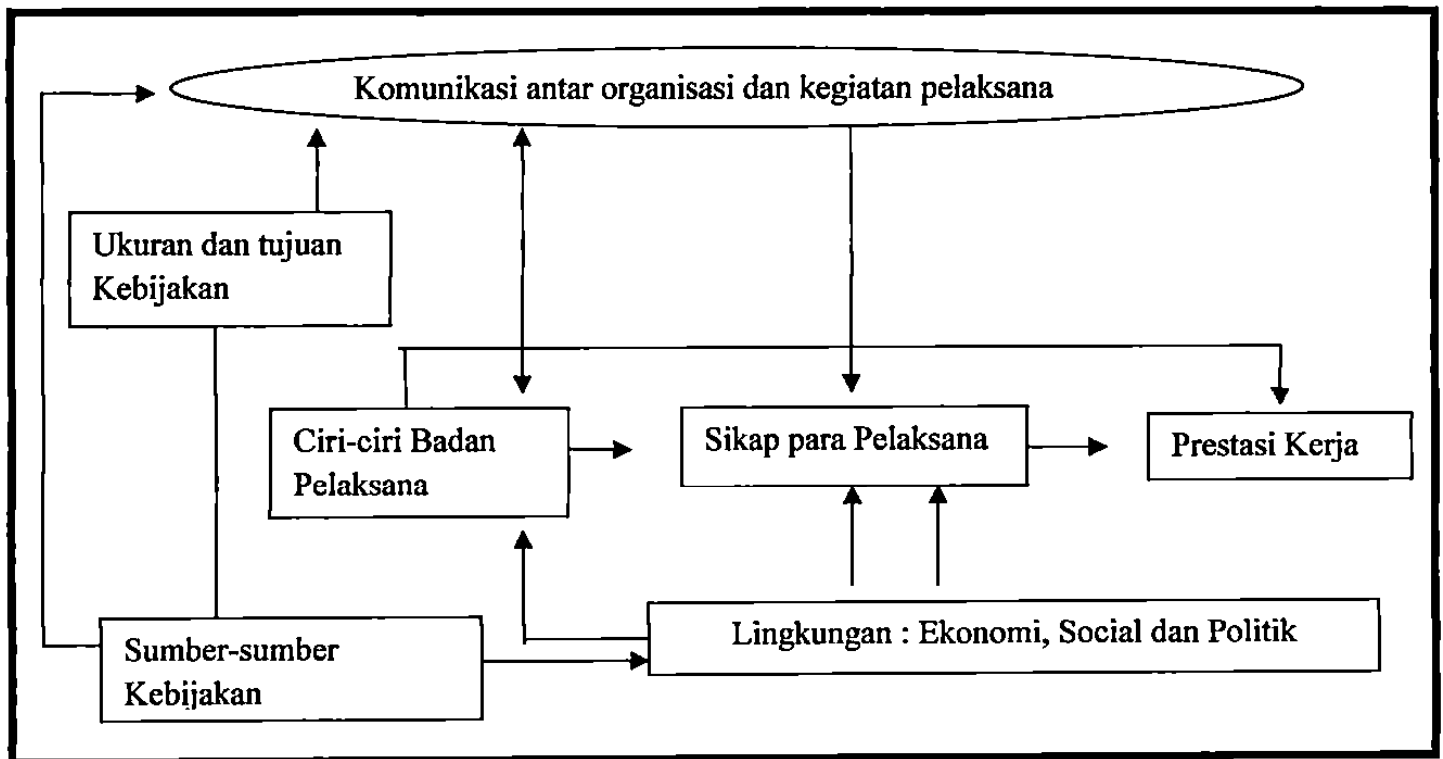 Komunikasi antar organisasi dan kegiatan pelaksana
Ukuran dan tujuan
Kebijakan
Ciri-ciri Badan
Pelaksana
Sikap para Pelaksana
Prestasi Kerja
Sumber-sumber
Kebijakan
Lingkungan : Ekonomi, Social dan Politik